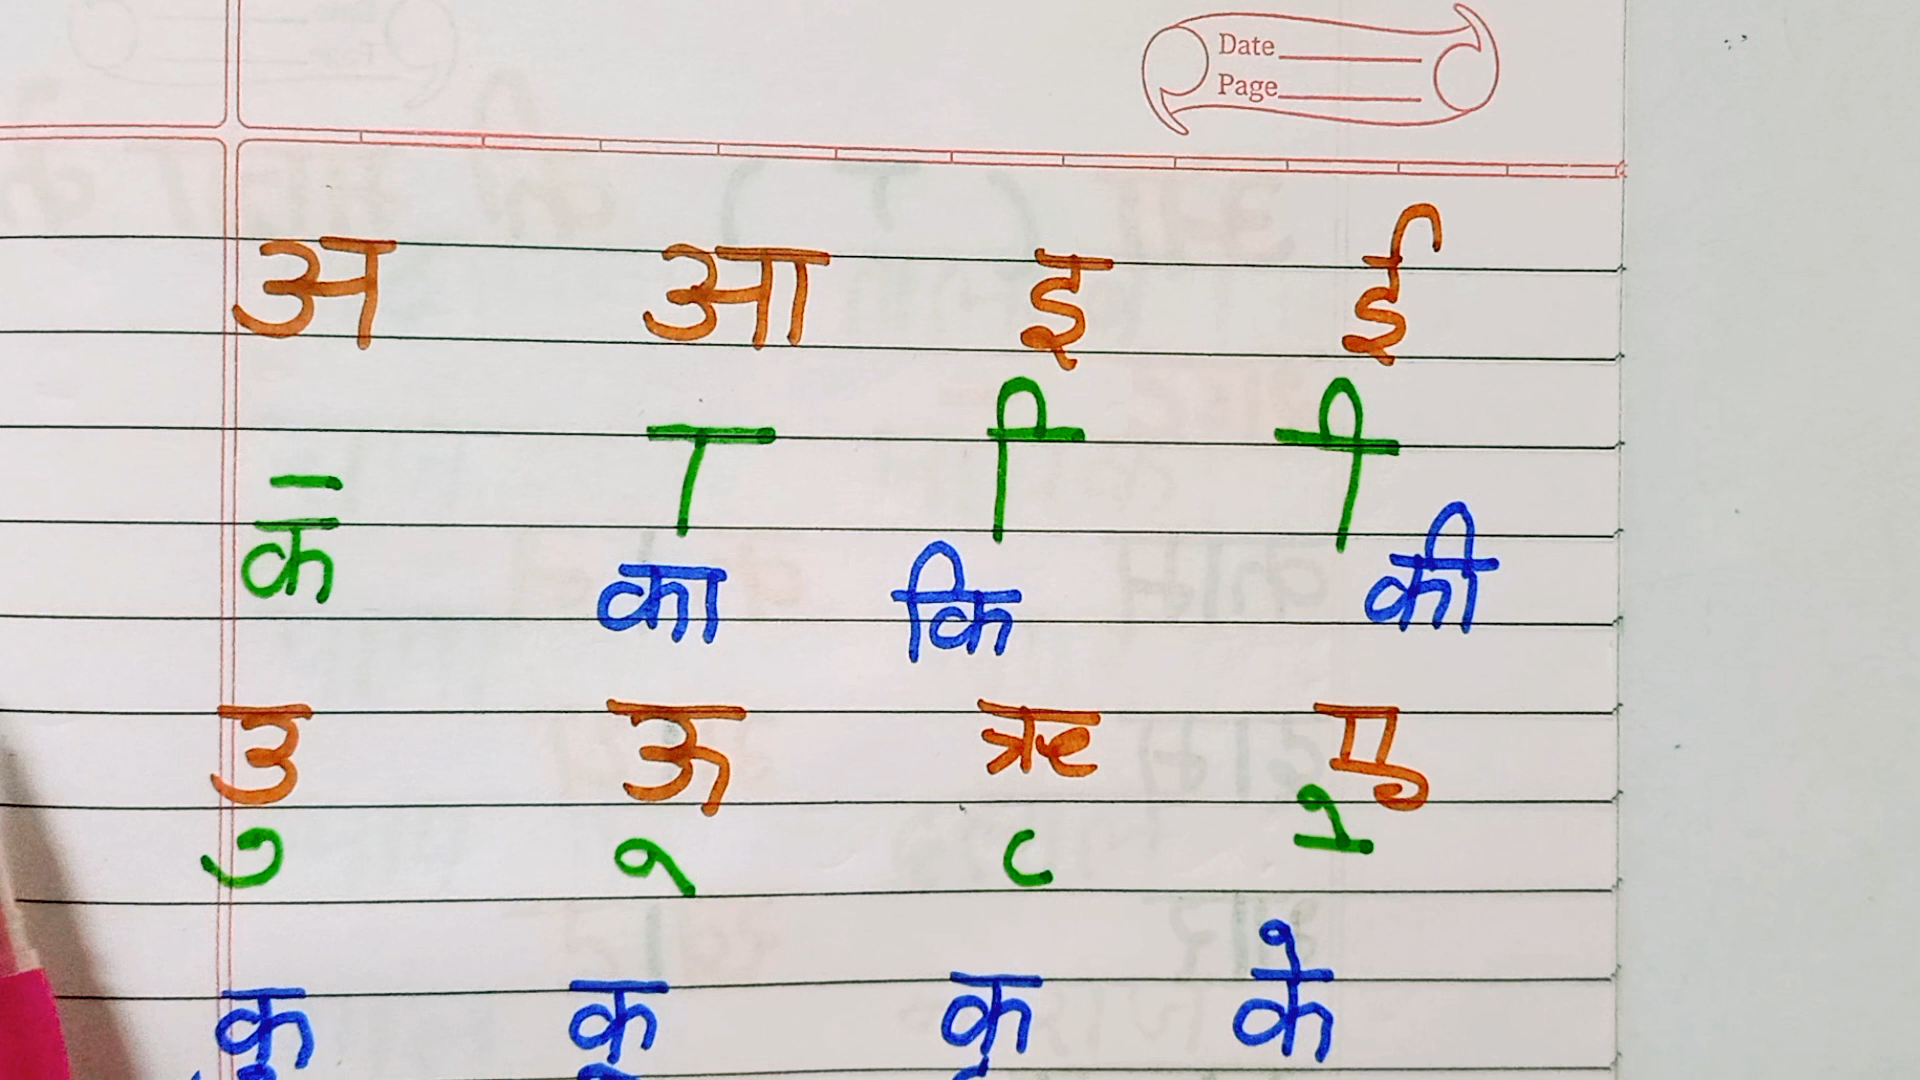 Date
Page
अ आ इ ई
– ा ि ी
क का कि की
उ ऊ ऋ ए
ु ू ृ े
कु कू कृ के